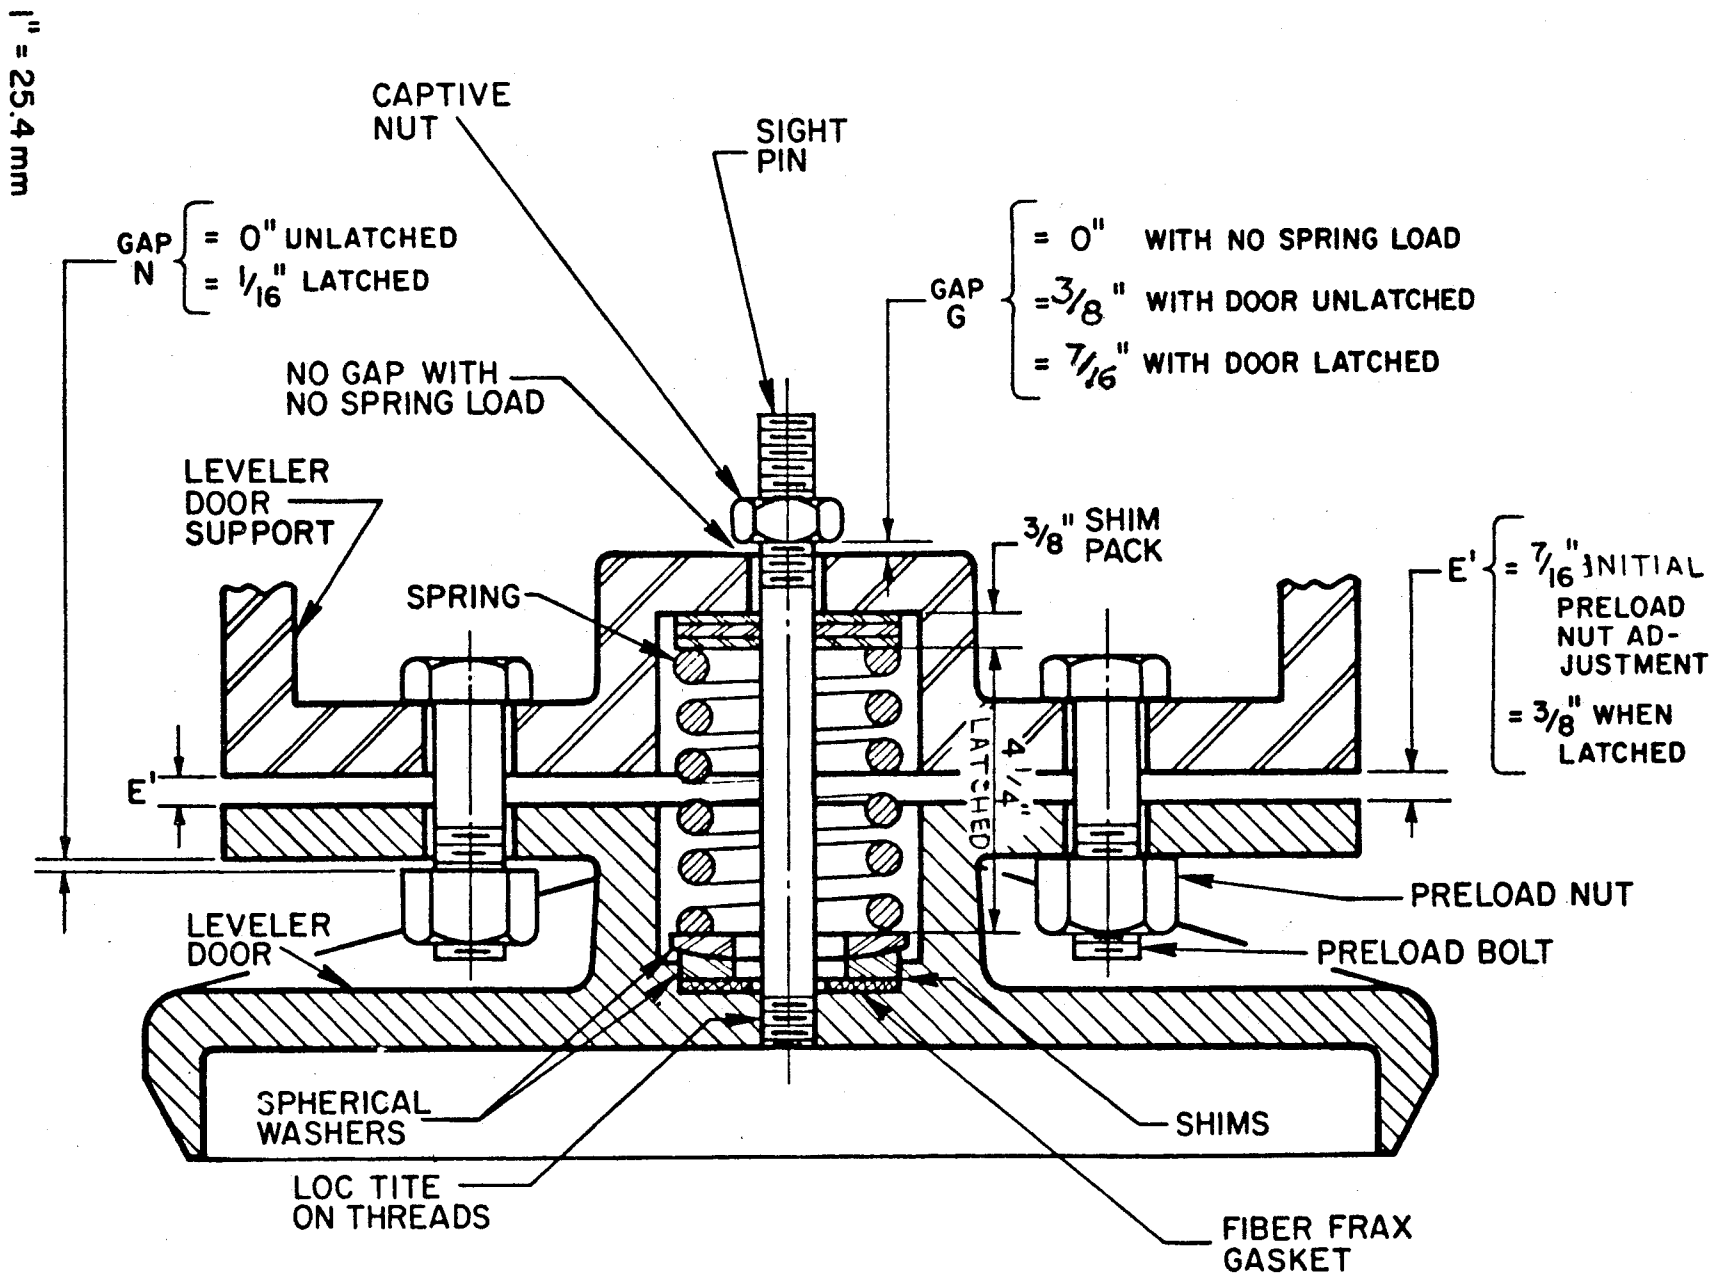 1" = 25.4 mm
CAPTIVE
NUT
SIGHT
PIN
GAP
N
= 0" UNLATCHED
= 1/16" LATCHED
GAP
G
= 0" WITH NO SPRING LOAD
= 3/8" WITH DOOR UNLATCHED
= 7/16" WITH DOOR LATCHED
NO GAP WITH
NO SPRING LOAD
LEVELER
DOOR
SUPPORT
SPRING
3/8" SHIM
PACK
E' = 7/16" INITIAL
PRELOAD
NUT AD-
JUSTMENT
= 3/8" WHEN
LATCHED
E'
4 1/4"
LATCHED
PRELOAD NUT
PRELOAD BOLT
LEVELER
DOOR
SPHERICAL
WASHERS
SHIMS
LOC TITE
ON THREADS
FIBER FRAX
GASKET